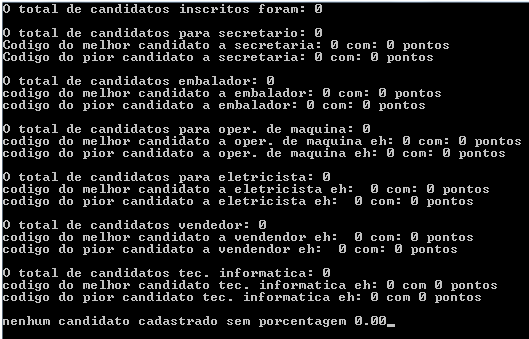 O total de candidatos inscritos foram: 0
O total de candidatos para secretario: 0
Codigo do melhor candidato a secretaria: 0 com: 0 pontos
Codigo do pior candidato a secretaria: 0 com: 0 pontos
O total de candidatos embalador: 0
codigo do melhor candidato a embalador: 0 com: 0 pontos
codigo do pior candidato a embalador: 0 com: 0 pontos
O total de candidatos para oper. de maquina: 0
codigo do melhor candidato a oper. de maquina eh: 0 com: 0 pontos
codigo do pior candidato a oper. de maquina eh: 0 com: 0 pontos
O total de candidatos para eletricista: 0
codigo do melhor candidato a eletricista eh:  0 com: 0 pontos
codigo do pior candidato a eletricista eh:  0 com: 0 pontos
O total de candidatos vendedor: 0
codigo do melhor candidato a vendendor eh:  0 com: 0 pontos
codigo do pior candidato a vendendor eh:  0 com: 0 pontos
O total de candidatos tec. informatica: 0
codigo do melhor candidato tec. informatica eh: 0 com 0 pontos
Codigo do pior candidato tec. informatica eh: 0 com 0 pontos
nenhum candidato cadastrado sem porcentagem 0.00_